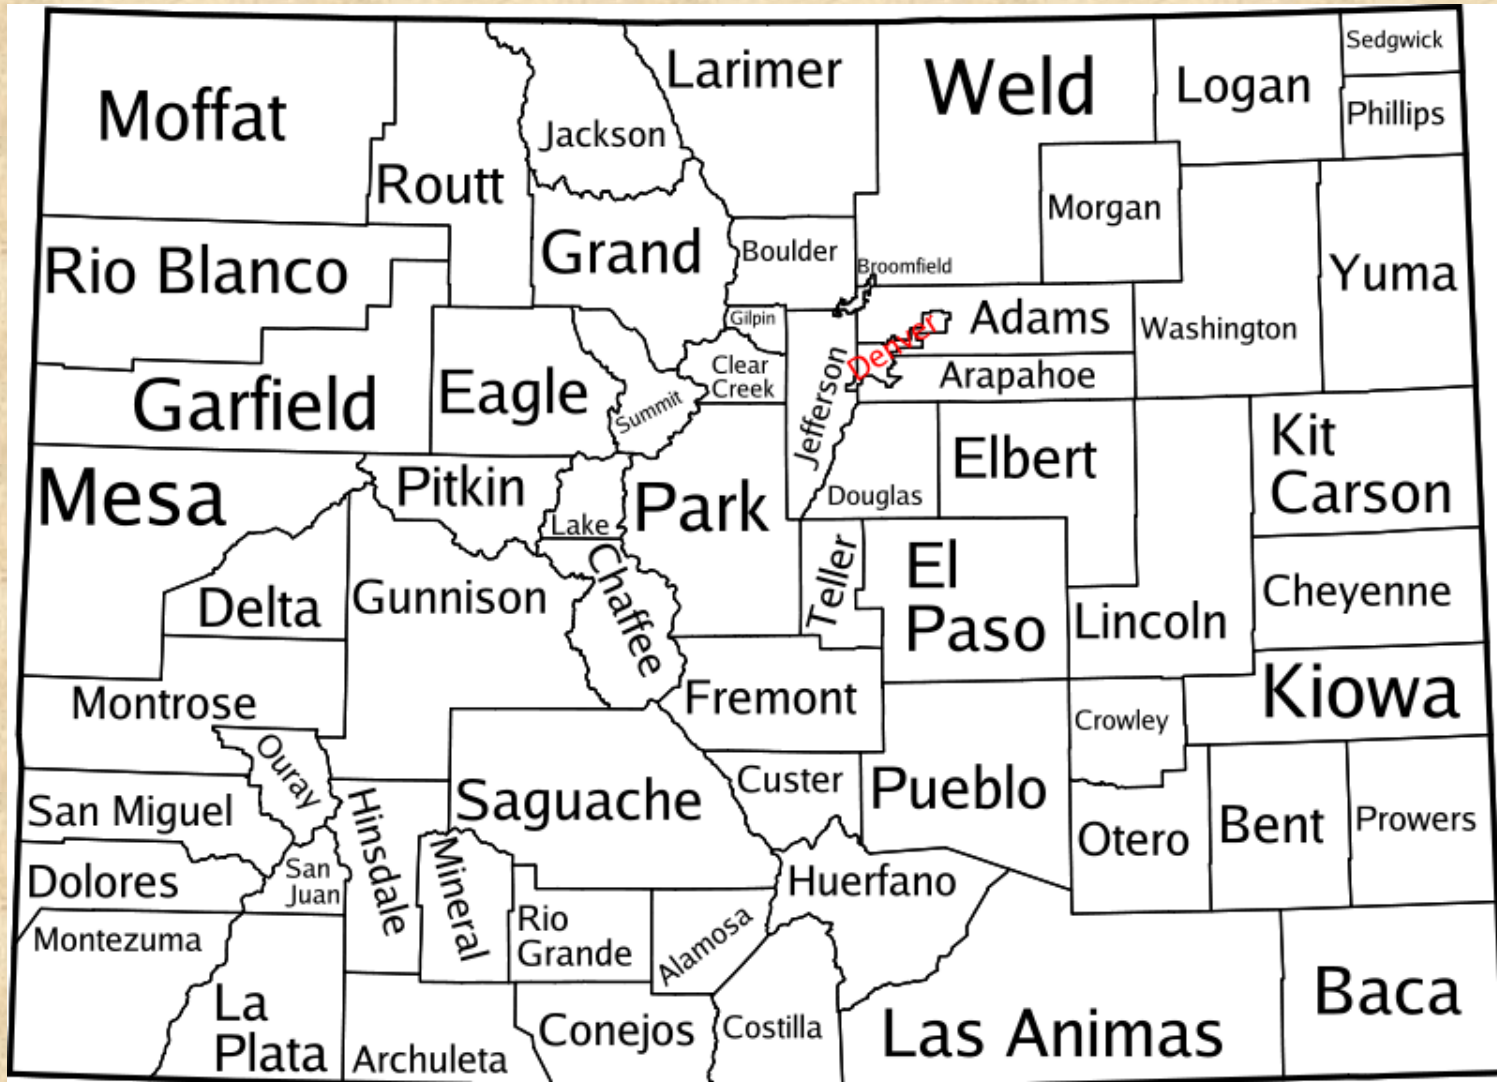 Sedgwick
Larimer
Weld
Logan
Moffat
Phillips
Jackson
Routt
Morgan
Grand
Boulder
Rio Blanco
Broomfield
Yuma
Gilpin
Adams
Washington
Denver
Clear
Creek
Arapahoe
Garfield
Eagle
Summit
Jefferson
Kit
Carson
Elbert
Mesa
Pitkin
Park
Douglas
Lake
El
Paso
Teller
Cheyenne
Delta
Gunnison
Chaffee
Lincoln
Montrose
Fremont
Kiowa
Crowley
Ouray
Custer
Pueblo
Saguache
San Miguel
Hinsdale
Otero
Bent
Prowers
Dolores
San
Juan
Mineral
Huerfano
Rio
Grande
Alamosa
Montezuma
La
Plata
Archuleta
Conejos
Costilla
Las Animas
Baca